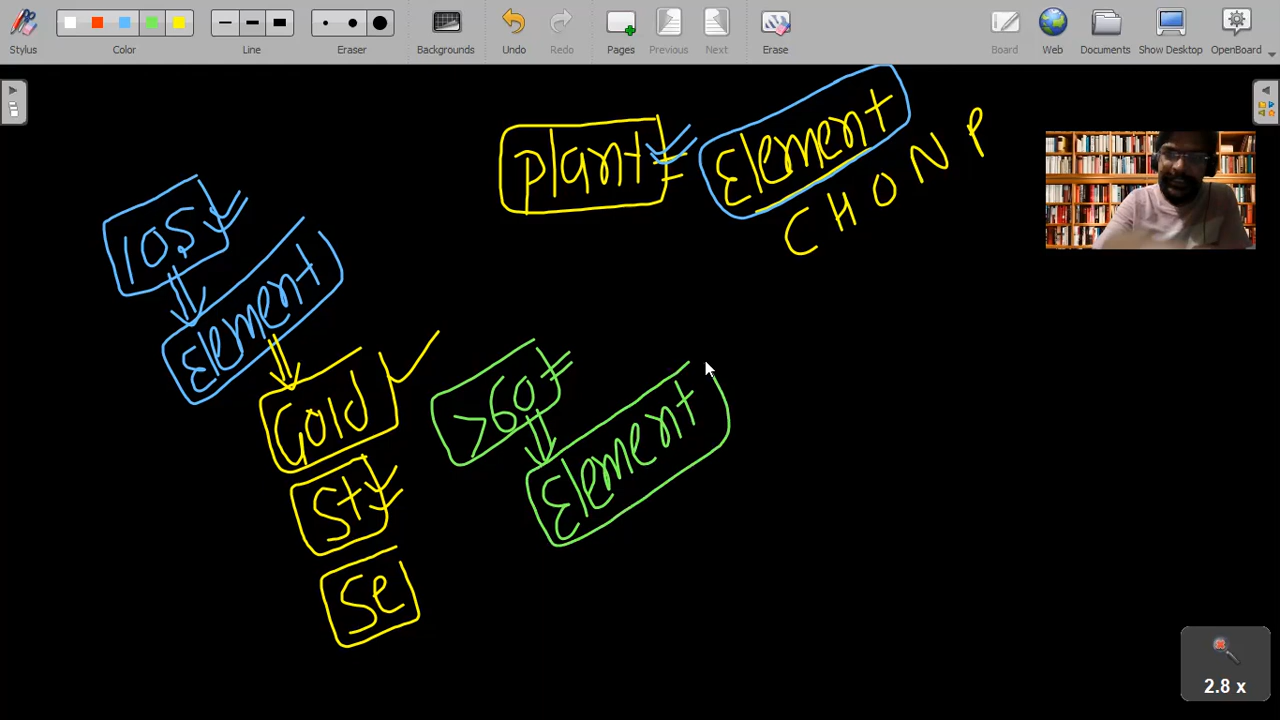 Stylus
Color
Line
Eraser
Backgrounds
Undo
Redo
Pages
Previous
Next
Erase
Board
Web
Documents
Show Desktop
OpenBoard
Plant
Element
C H O N P
105
Element
Gold
St
Se
>60
Element
2.8 x